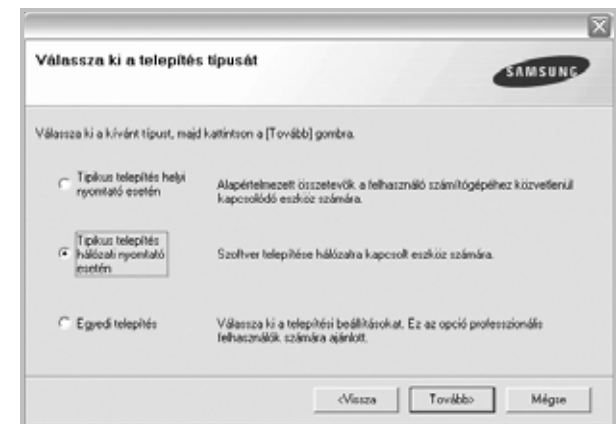 Válassza ki a telepítés típusát
SAMSUNG
Válassza ki a kívánt típust, majd kattintson a [Tovább] gombra.
Tipikus telepítés helyi
nyomtató esetén
Alapértelmezett összetevők a felhasználó számítógépéhez közvetlenül
kapcsolódó eszköz számára.
Tipikus telepítés
hálózati nyomtató
esetén
Szoftver telepítése hálózatra kapcsolt eszköz számára.
Egyedi telepítés
Válassza ki a telepítési beállításokat. Ez az opció professzionális
felhasználók számára ajánlott.
<Vissza
Tovább>
Mégse